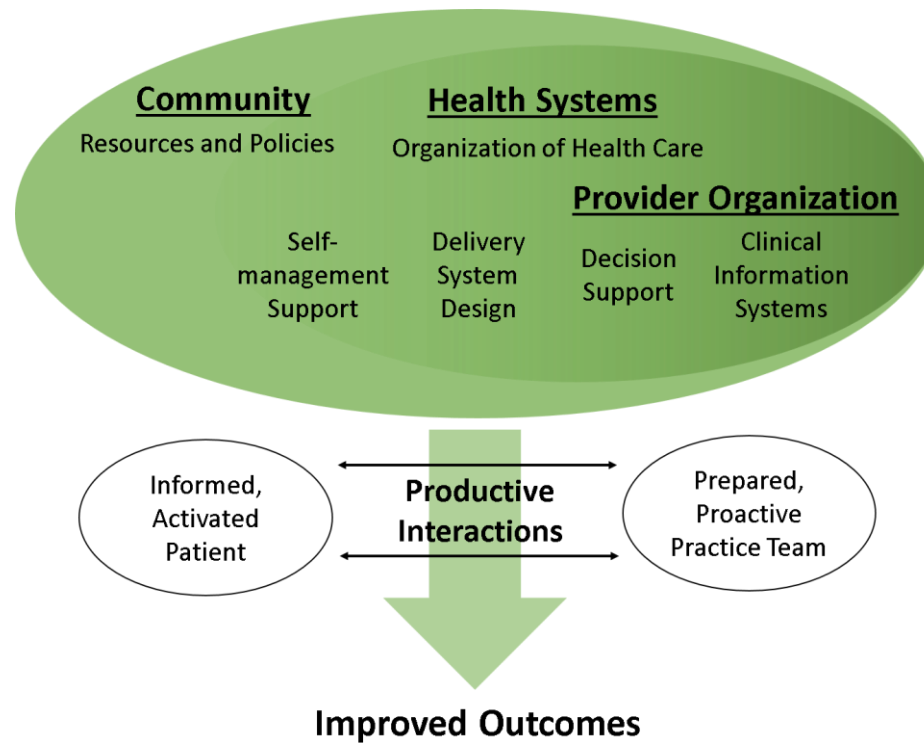 Community
Resources and Policies
Health Systems
Organization of Health Care
Provider Organization
Self-
management
Support
Delivery
System
Design
Decision
Support
Clinical
Information
Systems
Informed,
Activated
Patient
Productive
Interactions
Prepared,
Proactive
Practice Team
Improved Outcomes